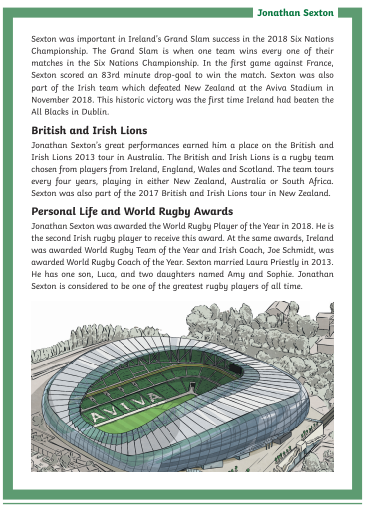 Jonathan Sexton
Sexton was important in Ireland's Grand Slam success in the 2018 Six Nations
Championship. The Grand Slam is when one team wins every one of their
matches in the Six Nations Championship. In the first game against France,
Sexton scored an 83rd minute drop-goal to win the match. Sexton was also
part of the Irish team which defeated New Zealand at the Aviva Stadium in
November 2018. This historic victory was the first time Ireland had beaten the
All Blacks in Dublin.
British and Irish Lions
Jonathan Sexton's great performances earned him a place on the British and
Irish Lions 2013 tour in Australia. The British and Irish Lions is a rugby team
chosen from players from Ireland, England, Wales and Scotland. The team tours
every four years, playing in either New Zealand, Australia or South Africa.
Sexton was also part of the 2017 British and Irish Lions tour in New Zealand.
Personal Life and World Rugby Awards
Jonathan Sexton was awarded the World Rugby Player of the Year in 2018. He is
the second Irish rugby player to receive this award. At the same awards, Ireland
was awarded World Rugby Team of the Year and Irish Coach, Joe Schmidt, was
awarded World Rugby Coach of the Year. Sexton married Laura Priestly in 2013.
He has one son, Luca, and two daughters named Amy and Sophie. Jonathan
Sexton is considered to be one of the greatest rugby players of all time.
AVIVA